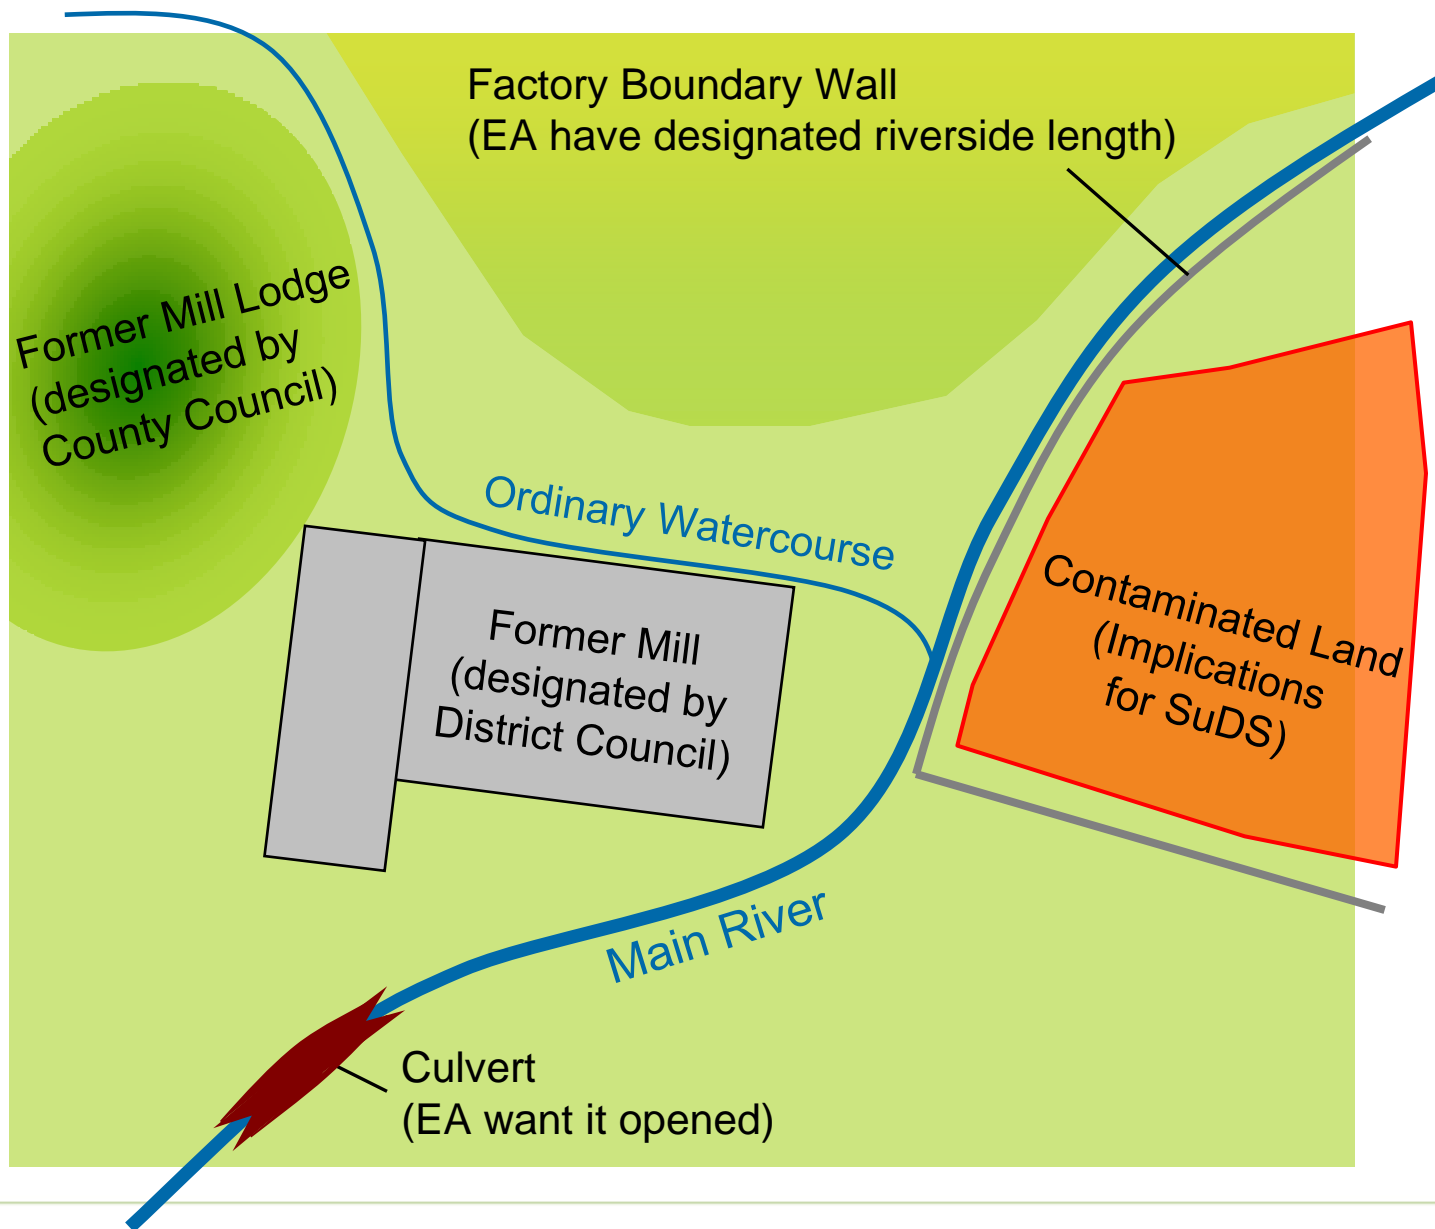 Factory Boundary Wall
(EA have designated riverside length)
Former Mill Lodge
(designated by
County Council)
Ordinary Watercourse
Former Mill
(designated by
District Council)
Contaminated Land
(Implications
for SuDS)
Main River
Culvert
(EA want it opened)